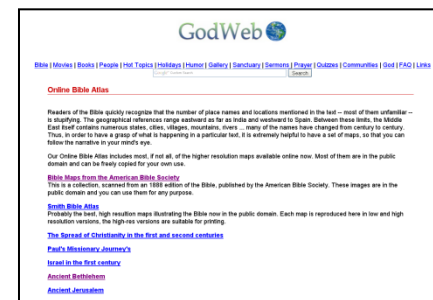 GodWeb
Bible | Movies | Books | People | Hot Topics | Holidays | Humor | Gallery | Sanctuary | Sermons | Prayer | Quizzes | Communities | God | FAQ | Links
Search
Online Bible Atlas
Readers of the Bible quickly recognize that the number of place names and locations mentioned in the text -- most of them unfamiliar --
is stupifying. The geographical references range eastward as far as India and westward to Spain. Between these limits, the Middle
East itself contains numerous states, cities, villages, mountains, rivers ... many of the names have changed from century to century.
Thus, in order to have a grasp of what is happening in a particular text, it is extremely helpful to have a set of maps, so that you can
follow the narrative in your mind's eye.
Our Online Bible Atlas includes most, if not all, of the higher resolution maps available online now. Most of them are in the public
domain and can be freely copied for your own use.
Bible Maps from the American Bible Society
This is a collection, scanned from an 1888 edition of the Bible, published by the American Bible Society. These images are in the
public domain and you can use them for any purpose.
Smith Bible Atlas
Probably the best, high resultion maps illustrating the Bible now in the public domain. Each map is reproduced here in low and high
resolution versions, the high-res versions are suitable for printing.
The Spread of Christianity in the first and second centuries
Paul's Missionary Journey's
Israel in the first century
Ancient Bethlehem
Ancient Jerusalem